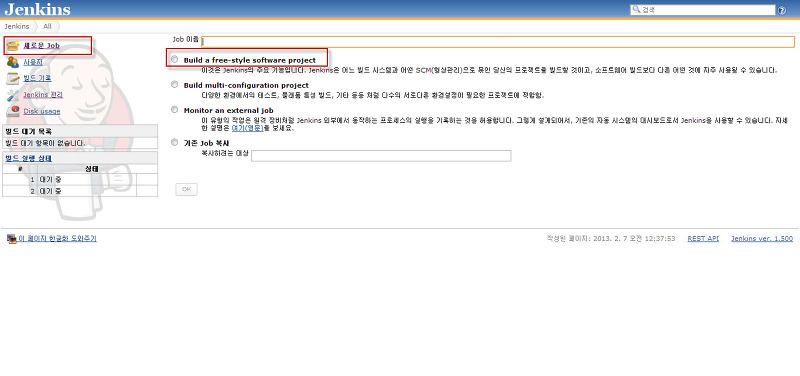 Jenkins
검색
Jenkins
All
새로운 Job
사용자
빌드 기록
Jenkins 관리
Disk usage
빌드 대기 목록
빌드 대기 항목이 없습니다.
빌드 실행 상태
# 상태
1 대기 중
2 대기 중
Job 이름
Build a free-style software project
이것은 Jenkins의 주요 기능입니다. Jenkins은 어느 빌드 시스템과 어떤 SCM(형상관리)으로 묶인 당신의 프로젝트를 빌드할 것이고, 소프트웨어 빌드보다 다른 어떤 것에 자주 사용될 수 있습니다.
Build multi-configuration project
다양한 환경에서의 테스트, 플래폼 특성 빌드, 기타 등등 처럼 다수의 서로다른 환경설정이 필요한 프로젝트에 적합함.
Monitor an external job
이 유형의 작업은 원격 장비처럼 Jenkins 외부에서 동작하는 프로세스의 실행을 기록하는 것을 허용합니다. 그렇게 설계되어서, 기존의 자동 시스템의 대시보드로서 Jenkins을 사용할 수 있습니다. 자세
한 설명은 여기(영문)를 보세요.
기존 Job 복사
복사하려는 대상
OK
이 페이지 한글화 도와주기
작성된 페이지: 2013. 2. 7 오전 12:37:53
REST API
Jenkins ver. 1.500